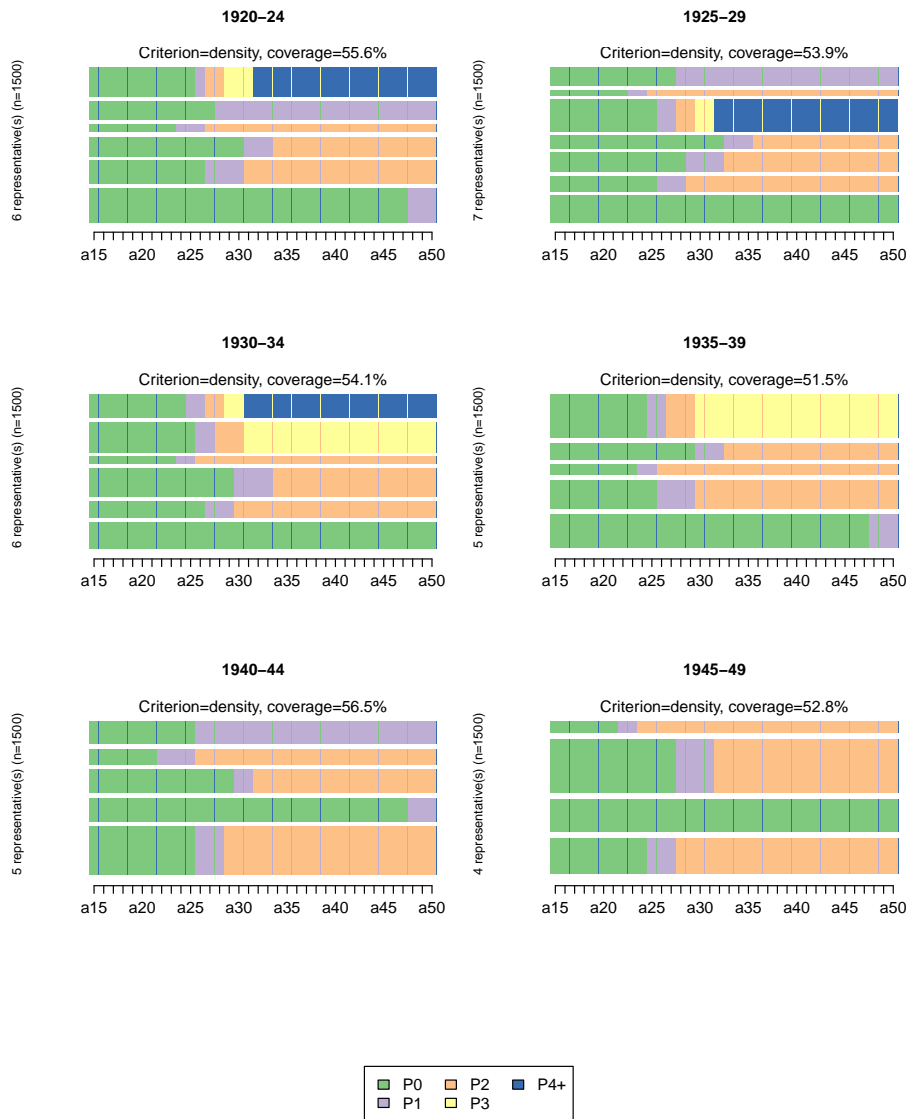 1920–24
Criterion=density, coverage=55.6%
6 representative(s) (n=1500)
a15 a20 a25 a30 a35 a40 a45 a50
1925–29
Criterion=density, coverage=53.9%
7 representative(s) (n=1500)
a15 a20 a25 a30 a35 a40 a45 a50
1930–34
Criterion=density, coverage=54.1%
6 representative(s) (n=1500)
a15 a20 a25 a30 a35 a40 a45 a50
1935–39
Criterion=density, coverage=51.5%
5 representative(s) (n=1500)
a15 a20 a25 a30 a35 a40 a45 a50
1940–44
Criterion=density, coverage=56.5%
5 representative(s) (n=1500)
a15 a20 a25 a30 a35 a40 a45 a50
1945–49
Criterion=density, coverage=52.8%
4 representative(s) (n=1500)
a15 a20 a25 a30 a35 a40 a45 a50
P0 P2 P4+
P1 P3